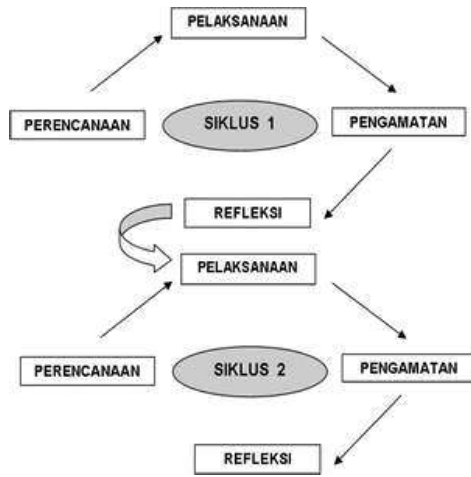 PELAKSANAAN
PERENCANAAN
SIKLUS 1
PENGAMATAN
REFLEKSI
PELAKSANAAN
PERENCANAAN
SIKLUS 2
PENGAMATAN
REFLEKSI